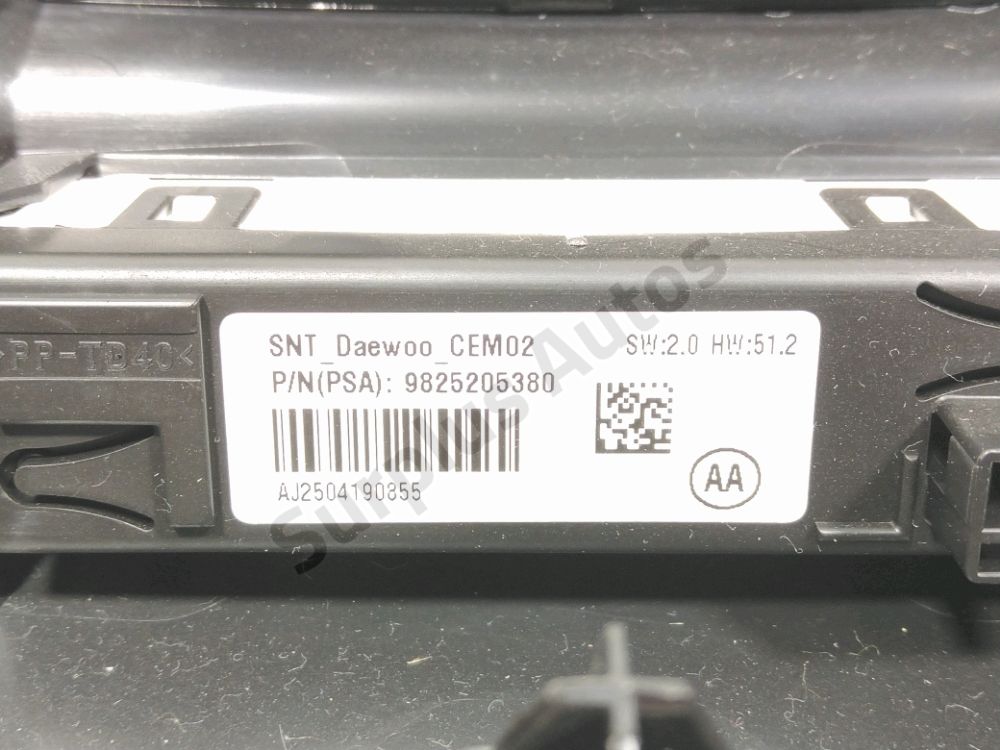 SNT_Daewoo_CEM02 SW:2.0 HW:51.2
P/N(PSA): 9825205380
AJ2504190855
AA
>PP-TD40<
Surplus Autos